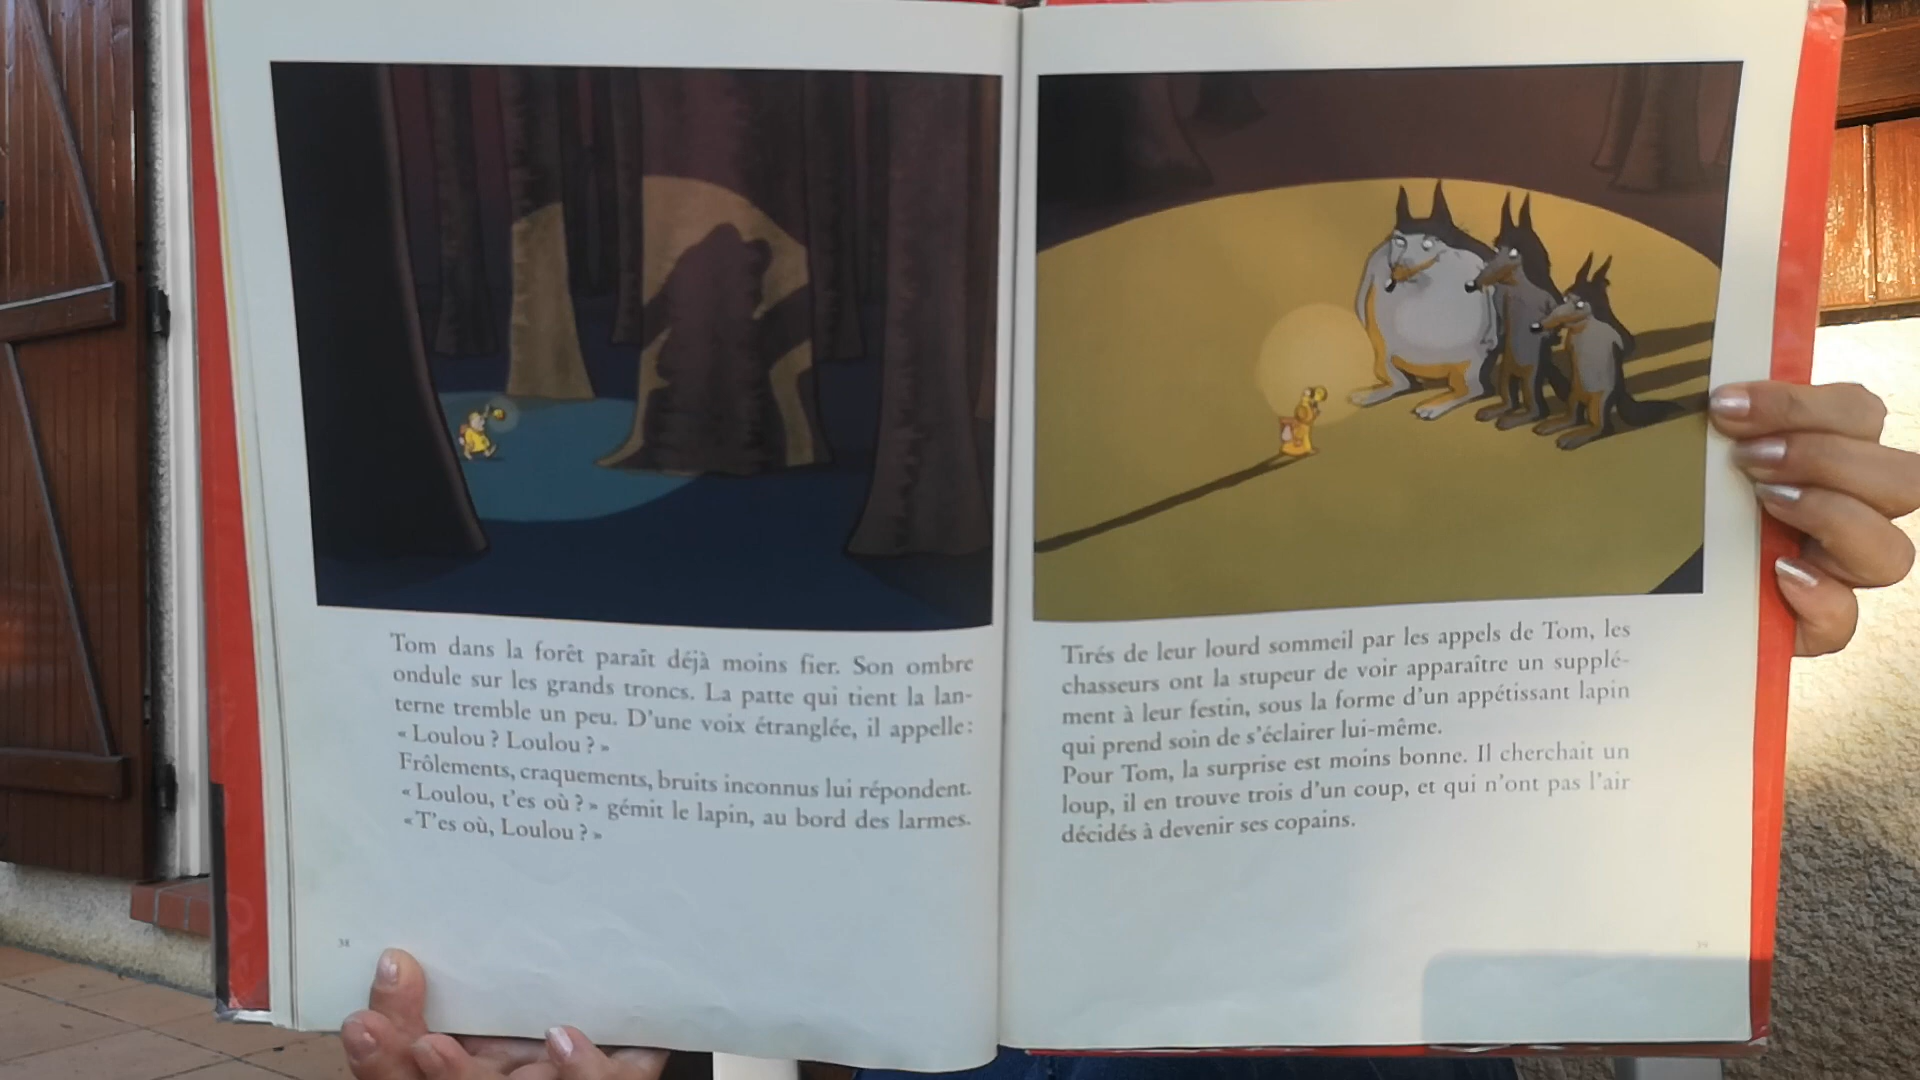 Tom dans la forêt paraît déjà moins fier. Son ombre
ondule sur les grands troncs. La patte qui tient la lan-
terne tremble un peu. D'une voix étranglée, il appelle :
« Loulou ? Loulou ? »
Frôlements, craquements, bruits inconnus lui répondent.
« Loulou, t'es où ? » gémit le lapin, au bord des larmes.
« T'es où, Loulou ? »
Tirés de leur lourd sommeil par les appels de Tom, les
chasseurs ont la stupeur de voir apparaître un supplé-
ment à leur festin, sous la forme d'un appétissant lapin
qui prend soin de s'éclairer lui-même.
Pour Tom, la surprise est moins bonne. Il cherchait un
loup, il en trouve trois d'un coup, et qui n'ont pas l'air
décidés à devenir ses copains.